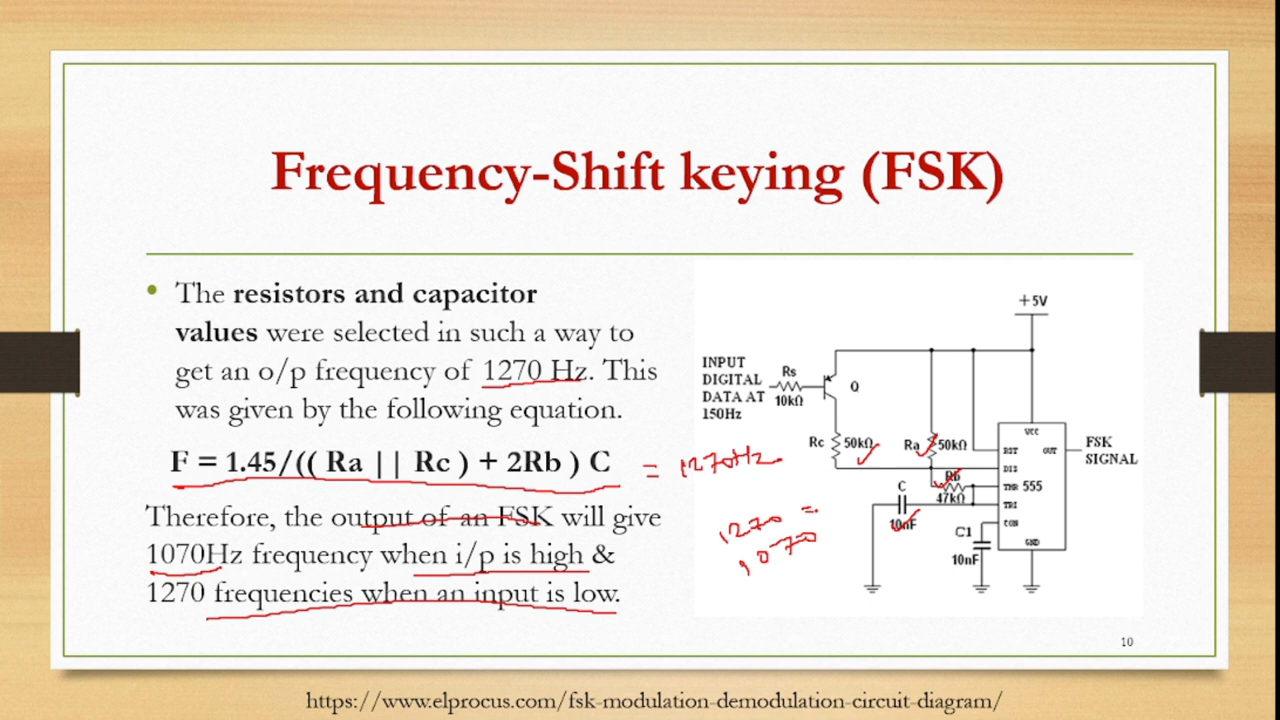 Frequency-Shift keying (FSK)
• The resistors and capacitor
values were selected in such a way to
get an o/p frequency of 1270 Hz. This
was given by the following equation.
F = 1.45/(( Ra || Rc ) + 2Rb ) C
= 1270Hz.
Therefore, the output of an FSK will give
1070Hz frequency when i/p is high &
1270 frequencies when an input is low.
+5V
INPUT
DIGITAL
DATA AT
150Hz
Rs
10kΩ
Q
Rc 50kΩ
Ra 50kΩ
Rb
47kΩ
C
10nF
C1
10nF
VCC
RST OUT
DIS
THR 555
TRI
CON
GND
FSK
SIGNAL
1270 =
1070
10
https://www.elprocus.com/fsk-modulation-demodulation-circuit-diagram/